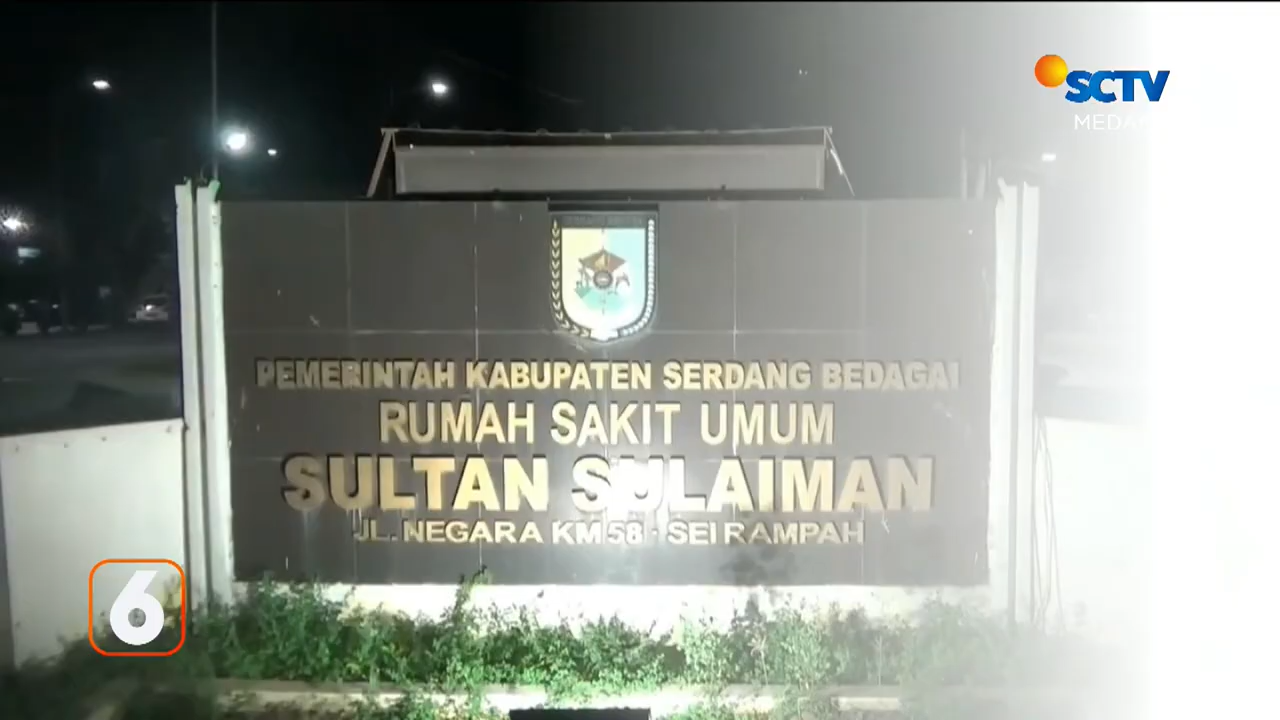 SCTV
PEMERINTAH KABUPATEN SERDANG BEDAGAI
RUMAH SAKIT UMUM
SULTAN SULAIMAN
JL. NEGARA KM 58 - SEI RAMPAH
6